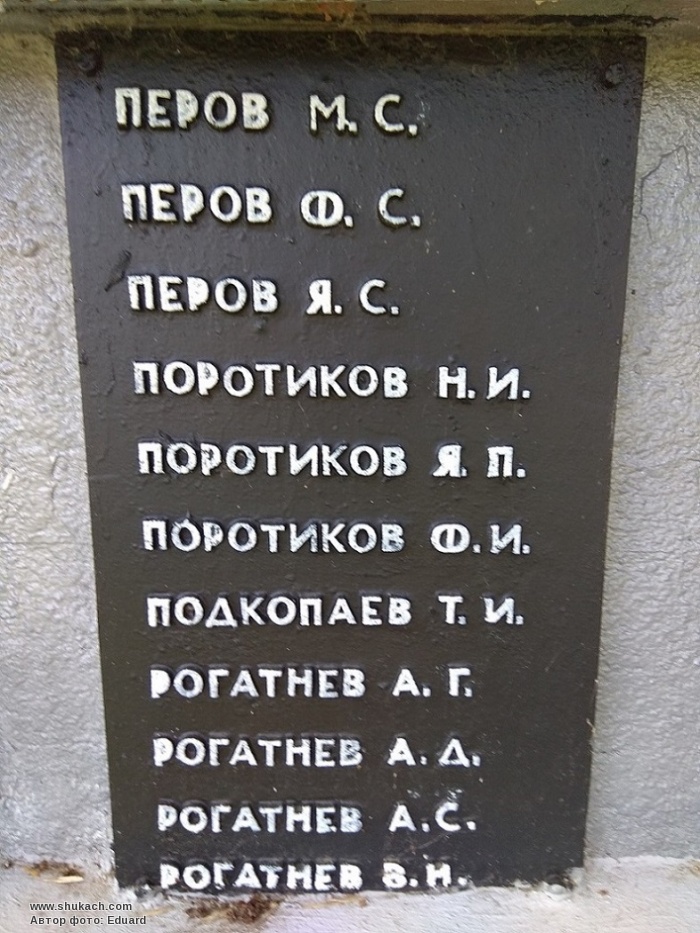 ПЕРОВ М. С.
ПЕРОВ Ф. С.
ПЕРОВ Я. С.
ПОРОТИКОВ Н. И.
ПОРОТИКОВ Я. П.
ПОРОТИКОВ Ф. И.
ПОДКОПАЕВ Т. И.
РОГАТНЕВ А. Г.
РОГАТНЕВ А. Д.
РОГАТНЕВ А. С.
РОГАТНЕВ
www.shukach.com
Автор фото: Eduard